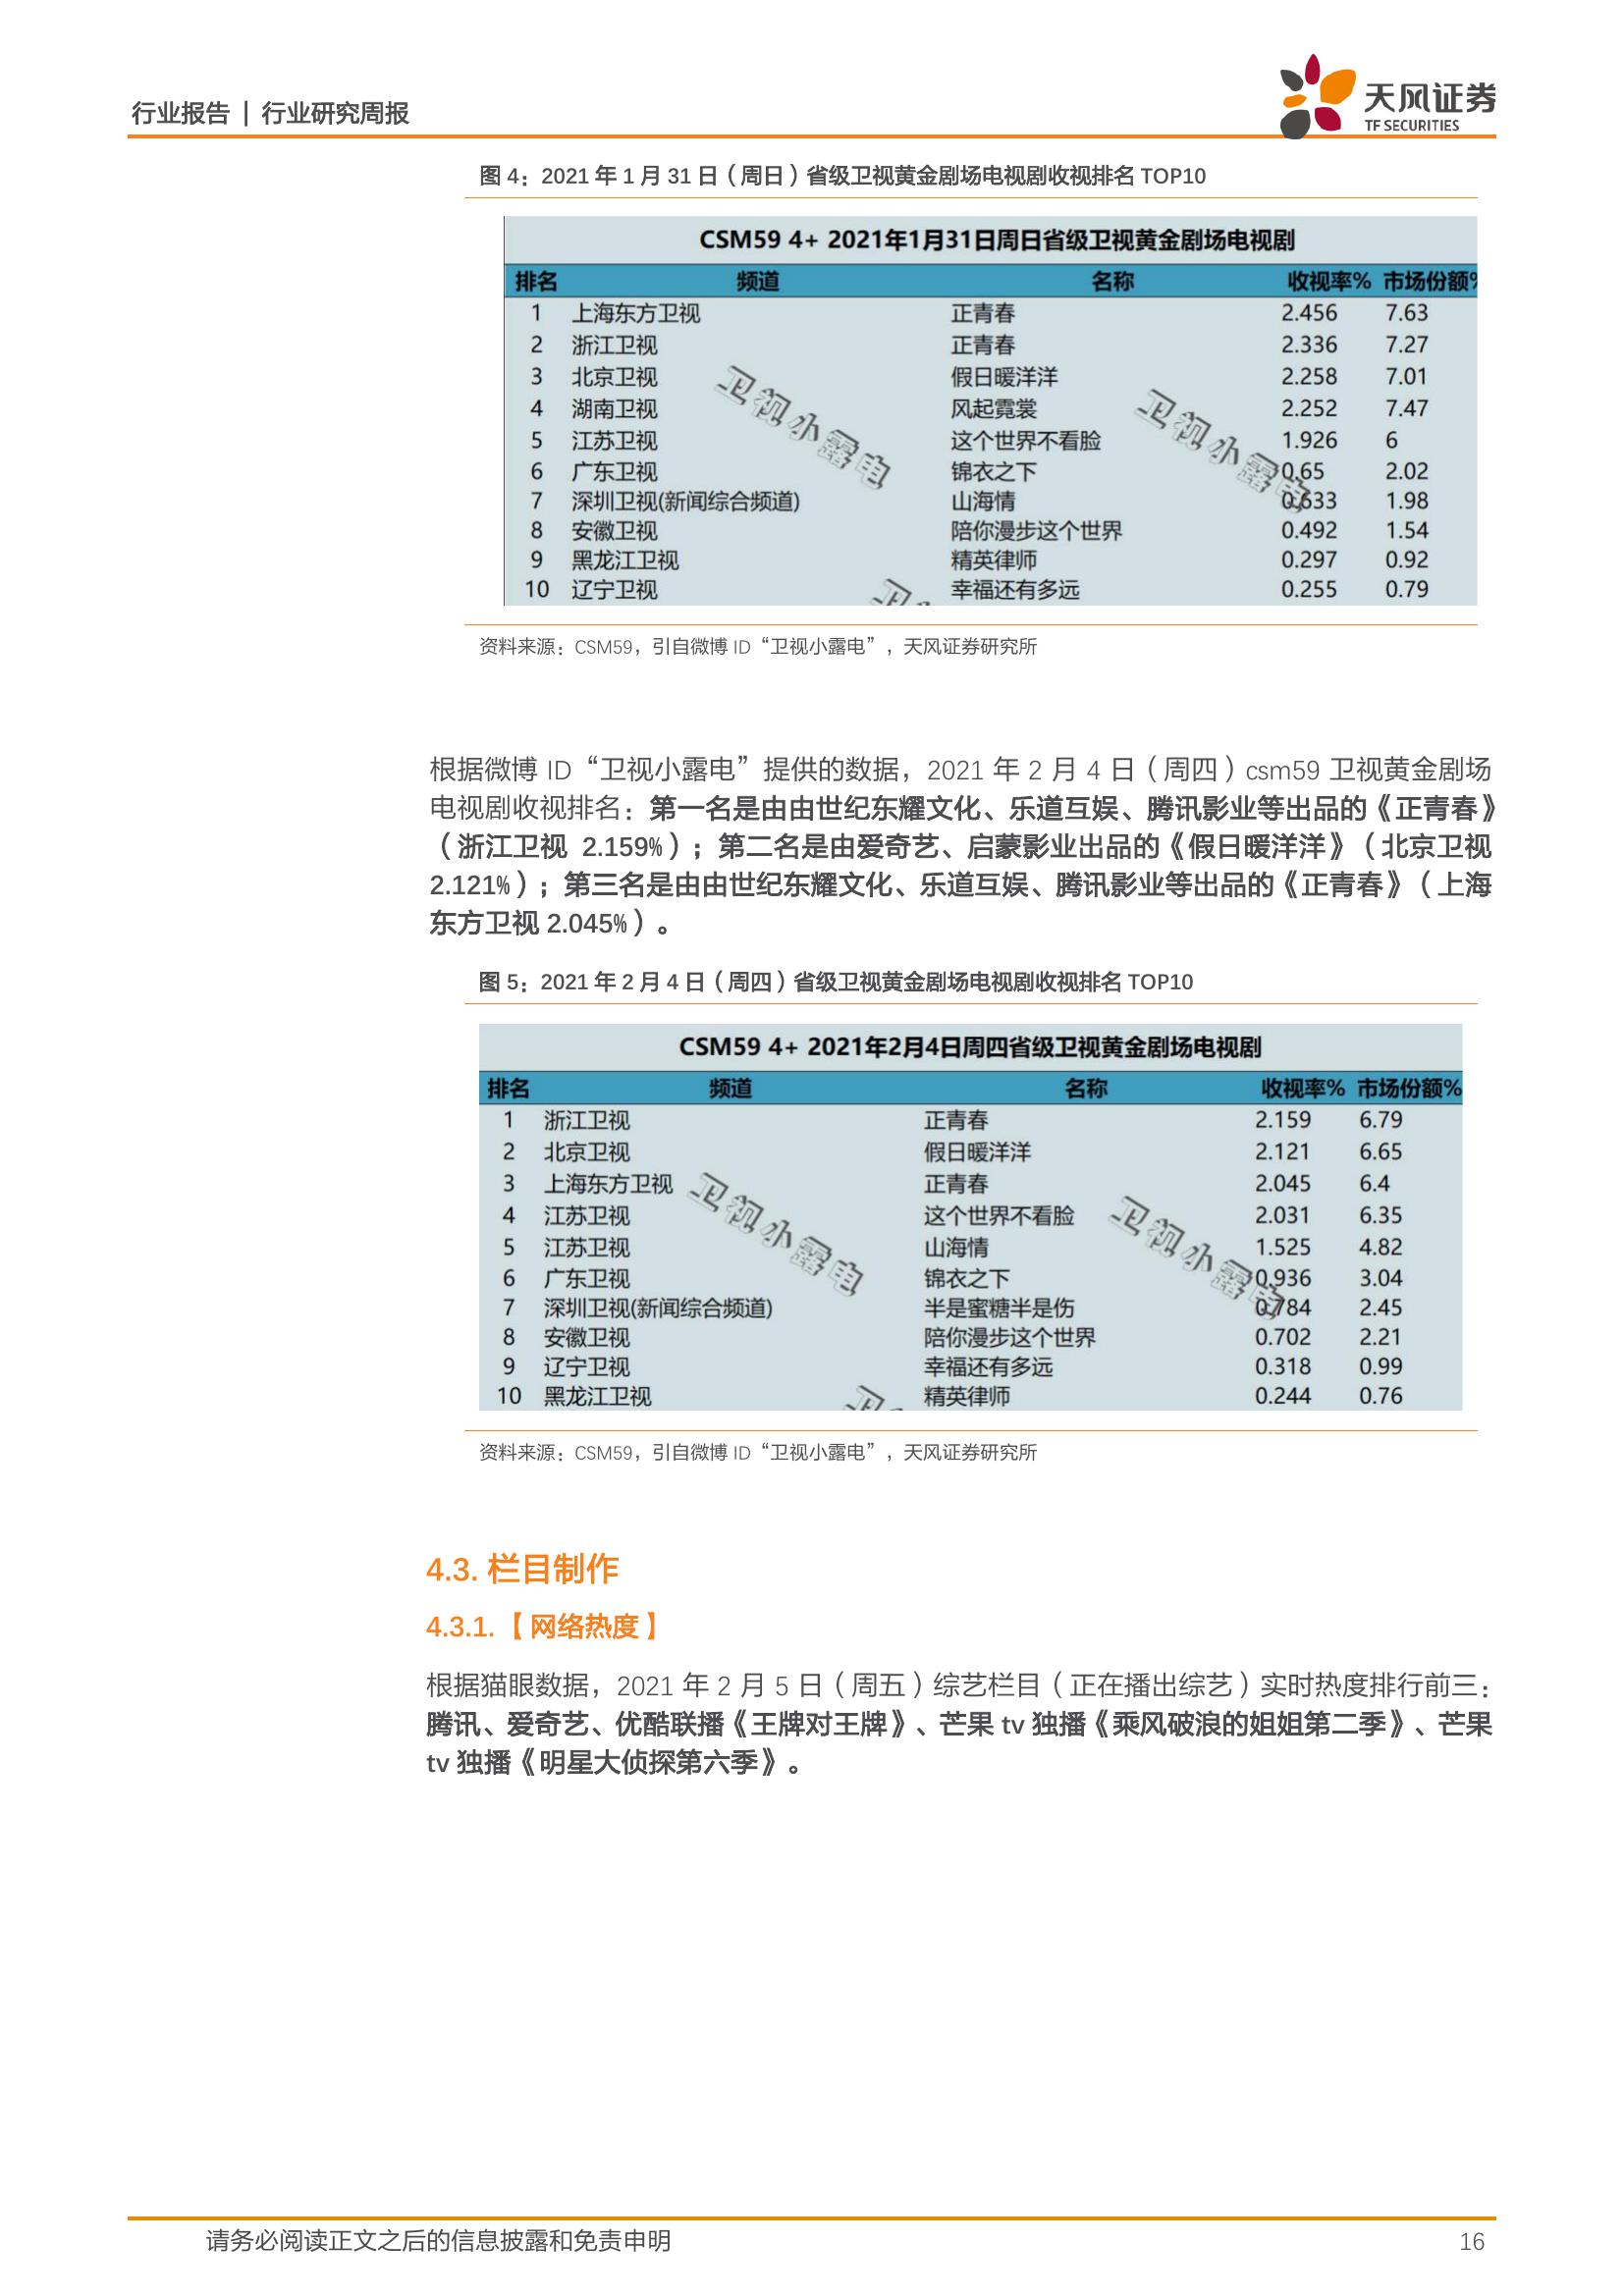 行业报告 | 行业研究周报
天风证券
TF SECURITIES
图 4：2021 年 1 月 31 日（周日）省级卫视黄金剧场电视剧收视排名 TOP10
CSM59 4+ 2021年1月31日周日省级卫视黄金剧场电视剧
排名 频道 名称 收视率% 市场份额%
1 上海东方卫视 正青春 2.456 7.63
2 浙江卫视 正青春 2.336 7.27
3 北京卫视 假日暖洋洋 2.258 7.01
4 湖南卫视 风起霓裳 2.252 7.47
5 江苏卫视 这个世界不看脸 1.926 6
6 广东卫视 锦衣之下 0.65 2.02
7 深圳卫视(新闻综合频道) 山海情 0.633 1.98
8 安徽卫视 陪你漫步这个世界 0.492 1.54
9 黑龙江卫视 精英律师 0.297 0.92
10 辽宁卫视 幸福还有多远 0.255 0.79
卫视小露电
卫视小露电
资料来源：CSM59，引自微博 ID“卫视小露电”，天风证券研究所
根据微博 ID“卫视小露电”提供的数据，2021 年 2 月 4 日（周四）csm59 卫视黄金剧场
电视剧收视排名：第一名是由由世纪东耀文化、乐道互娱、腾讯影业等出品的《正青春》
（浙江卫视 2.159%）；第二名是由爱奇艺、启蒙影业出品的《假日暖洋洋》（北京卫视
2.121%）；第三名是由由世纪东耀文化、乐道互娱、腾讯影业等出品的《正青春》（上海
东方卫视 2.045%）。
图 5：2021 年 2 月 4 日（周四）省级卫视黄金剧场电视剧收视排名 TOP10
CSM59 4+ 2021年2月4日周四省级卫视黄金剧场电视剧
排名 频道 名称 收视率% 市场份额%
1 浙江卫视 正青春 2.159 6.79
2 北京卫视 假日暖洋洋 2.121 6.65
3 上海东方卫视 正青春 2.045 6.4
4 江苏卫视 这个世界不看脸 2.031 6.35
5 江苏卫视 山海情 1.525 4.82
6 广东卫视 锦衣之下 0.936 3.04
7 深圳卫视(新闻综合频道) 半是蜜糖半是伤 0.784 2.45
8 安徽卫视 陪你漫步这个世界 0.702 2.21
9 辽宁卫视 幸福还有多远 0.318 0.99
10 黑龙江卫视 精英律师 0.244 0.76
卫视小露电
卫视小露电
资料来源：CSM59，引自微博 ID“卫视小露电”，天风证券研究所
4.3. 栏目制作
4.3.1.【网络热度】
根据猫眼数据，2021 年 2 月 5 日（周五）综艺栏目（正在播出综艺）实时热度排行前三：
腾讯、爱奇艺、优酷联播《王牌对王牌》、芒果 tv 独播《乘风破浪的姐姐第二季》、芒果
tv 独播《明星大侦探第六季》。
请务必阅读正文之后的信息披露和免责申明
16